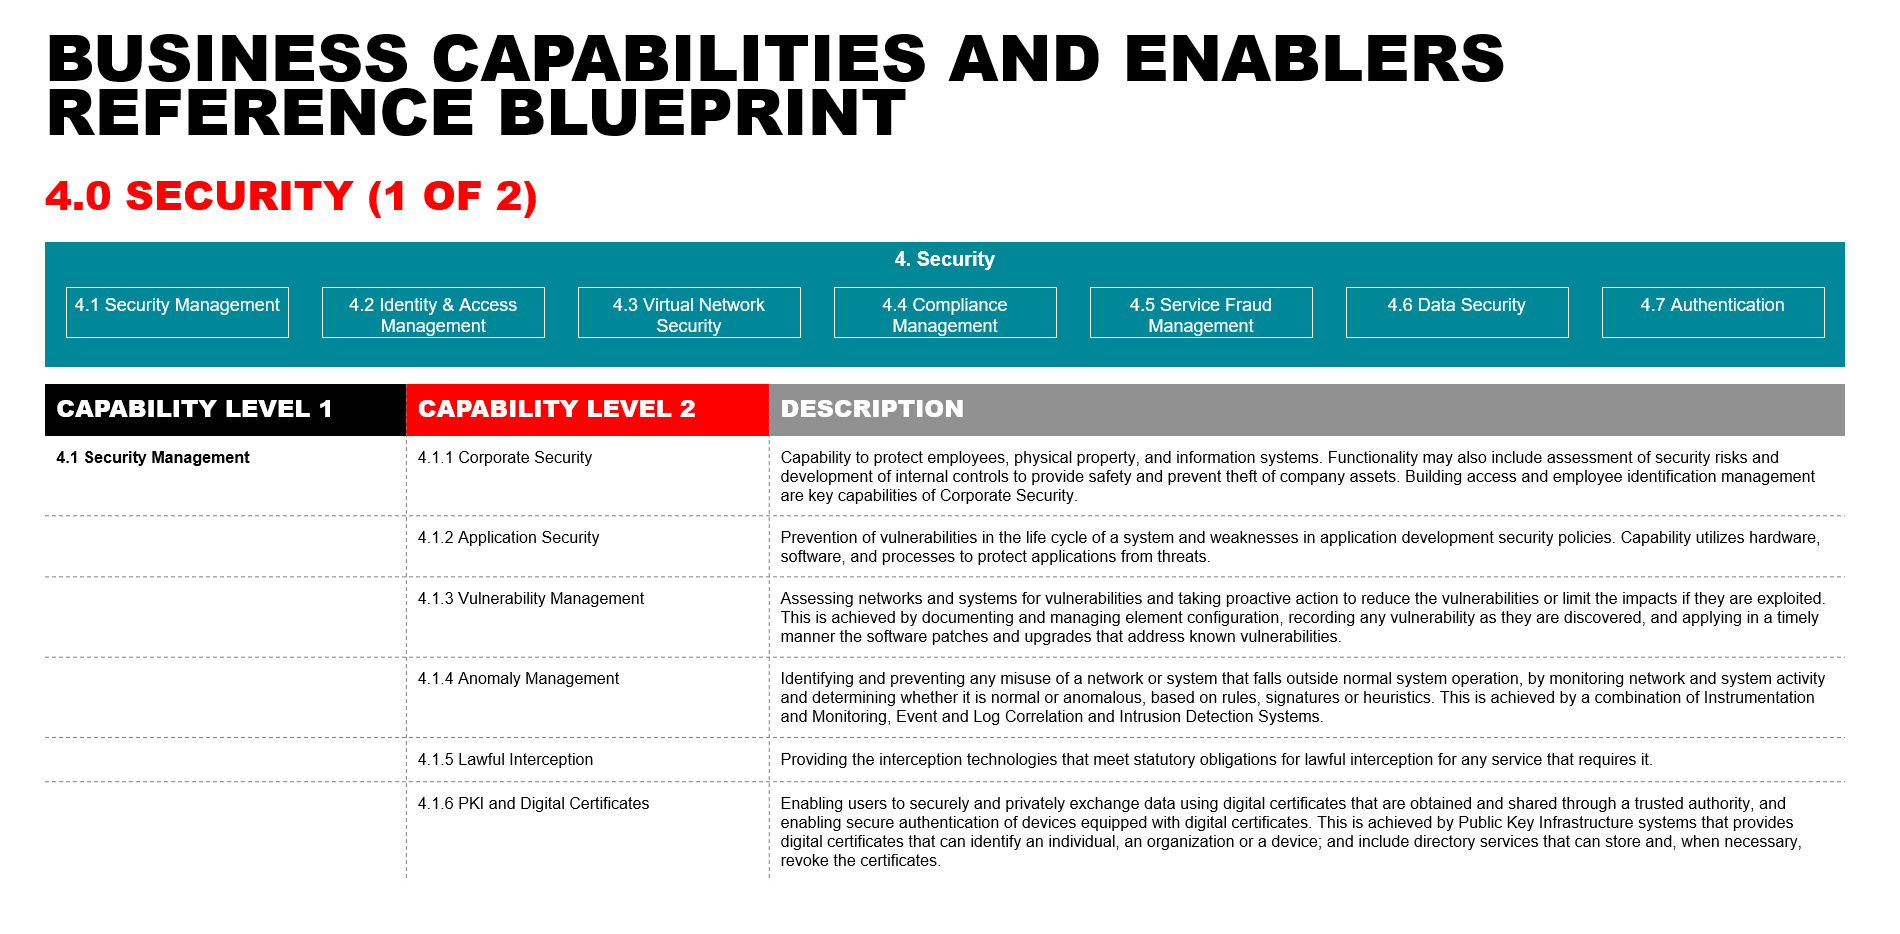 BUSINESS CAPABILITIES AND ENABLERS
REFERENCE BLUEPRINT
4.0 SECURITY (1 OF 2)
4. Security
4.1 Security Management
4.2 Identity & Access
Management
4.3 Virtual Network
Security
4.4 Compliance
Management
4.5 Service Fraud
Management
4.6 Data Security
4.7 Authentication
CAPABILITY LEVEL 1
CAPABILITY LEVEL 2
DESCRIPTION
4.1 Security Management
4.1.1 Corporate Security
Capability to protect employees, physical property, and information systems. Functionality may also include assessment of security risks and
development of internal controls to provide safety and prevent theft of company assets. Building access and employee identification management
are key capabilities of Corporate Security.
4.1.2 Application Security
Prevention of vulnerabilities in the life cycle of a system and weaknesses in application development security policies. Capability utilizes hardware,
software, and processes to protect applications from threats.
4.1.3 Vulnerability Management
Assessing networks and systems for vulnerabilities and taking proactive action to reduce the vulnerabilities or limit the impacts if they are exploited.
This is achieved by documenting and managing element configuration, recording any vulnerability as they are discovered, and applying in a timely
manner the software patches and upgrades that address known vulnerabilities.
4.1.4 Anomaly Management
Identifying and preventing any misuse of a network or system that falls outside normal system operation, by monitoring network and system activity
and determining whether it is normal or anomalous, based on rules, signatures or heuristics. This is achieved by a combination of Instrumentation
and Monitoring, Event and Log Correlation and Intrusion Detection Systems.
4.1.5 Lawful Interception
Providing the interception technologies that meet statutory obligations for lawful interception for any service that requires it.
4.1.6 PKI and Digital Certificates
Enabling users to securely and privately exchange data using digital certificates that are obtained and shared through a trusted authority, and
enabling secure authentication of devices equipped with digital certificates. This is achieved by Public Key Infrastructure systems that provides
digital certificates that can identify an individual, an organization or a device; and include directory services that can store and, when necessary,
revoke the certificates.